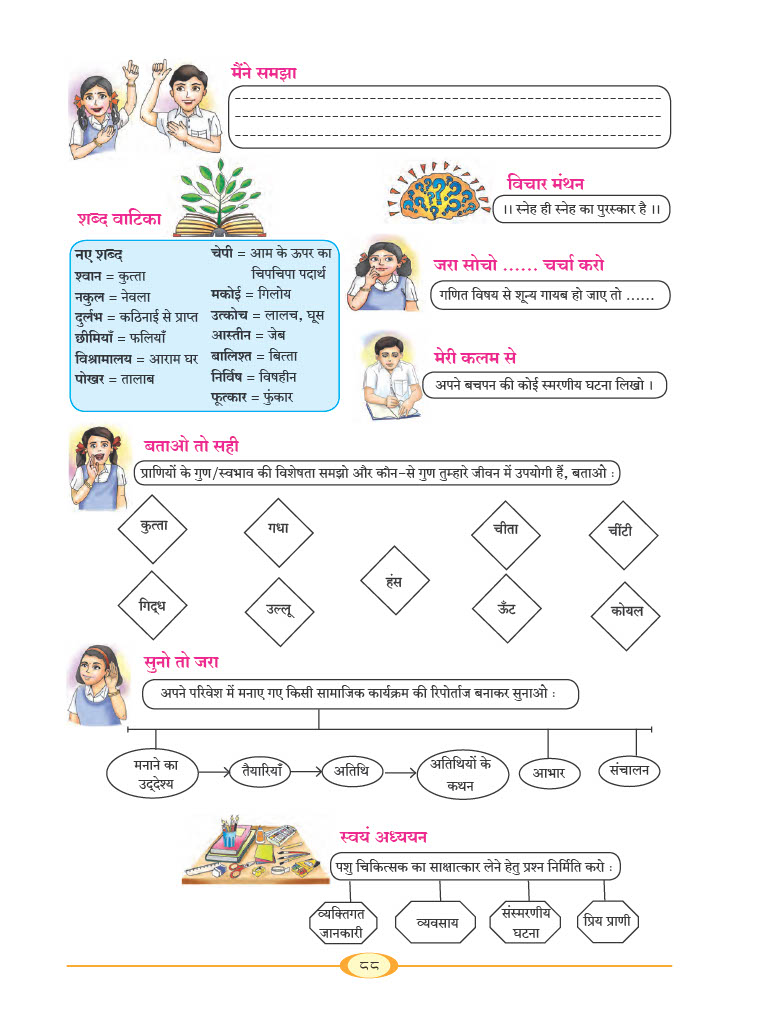 मैंने समझा
शब्द वाटिका
नए शब्द
श्वान = कुत्ता
नकुल = नेवला
दुर्लभ = कठिनाई से प्राप्त
छीमियाँ = फलियाँ
विश्रामालय = आराम घर
पोखर = तालाब
चेपी = आम के ऊपर का
चिपचिपा पदार्थ
मकोई = गिलोय
उत्कोच = लालच, घूस
आस्तीन = जेब
बालिश्त = बित्ता
निर्विष = विषहीन
फूत्कार = फुंकार
विचार मंथन
।। स्नेह ही स्नेह का पुरस्कार है ।।
जरा सोचो ...... चर्चा करो
गणित विषय से शून्य गायब हो जाए तो ......
मेरी कलम से
अपने बचपन की कोई स्मरणीय घटना लिखो ।
बताओ तो सही
प्राणियों के गुण/स्वभाव की विशेषता समझो और कौन-से गुण तुम्हारे जीवन में उपयोगी हैं, बताओ :
कुत्ता
गधा
चीता
चींटी
हंस
गिद्ध
उल्लू
ऊँट
कोयल
सुनो तो जरा
अपने परिवेश में मनाए गए किसी सामाजिक कार्यक्रम की रिपोर्ताज बनाकर सुनाओ :
मनाने का
उद्देश्य
तैयारियाँ
अतिथि
अतिथियों के
कथन
आभार
संचालन
स्वयं अध्ययन
पशु चिकित्सक का साक्षात्कार लेने हेतु प्रश्न निर्मिति करो :
व्यक्तिगत
जानकारी
व्यवसाय
संस्मरणीय
घटना
प्रिय प्राणी
८८